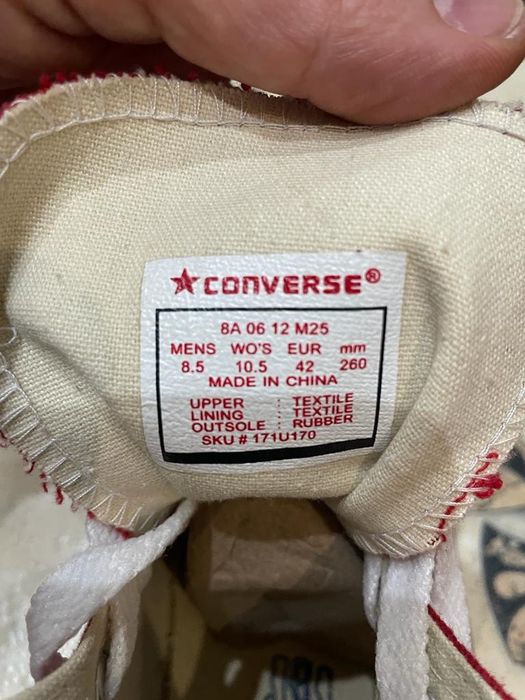 CONVERSE®
8A 06 12 M25
MENS WO'S EUR mm
8.5 10.5 42 260
MADE IN CHINA
UPPER : TEXTILE
LINING : TEXTILE
OUTSOLE : RUBBER
SKU # 171U170